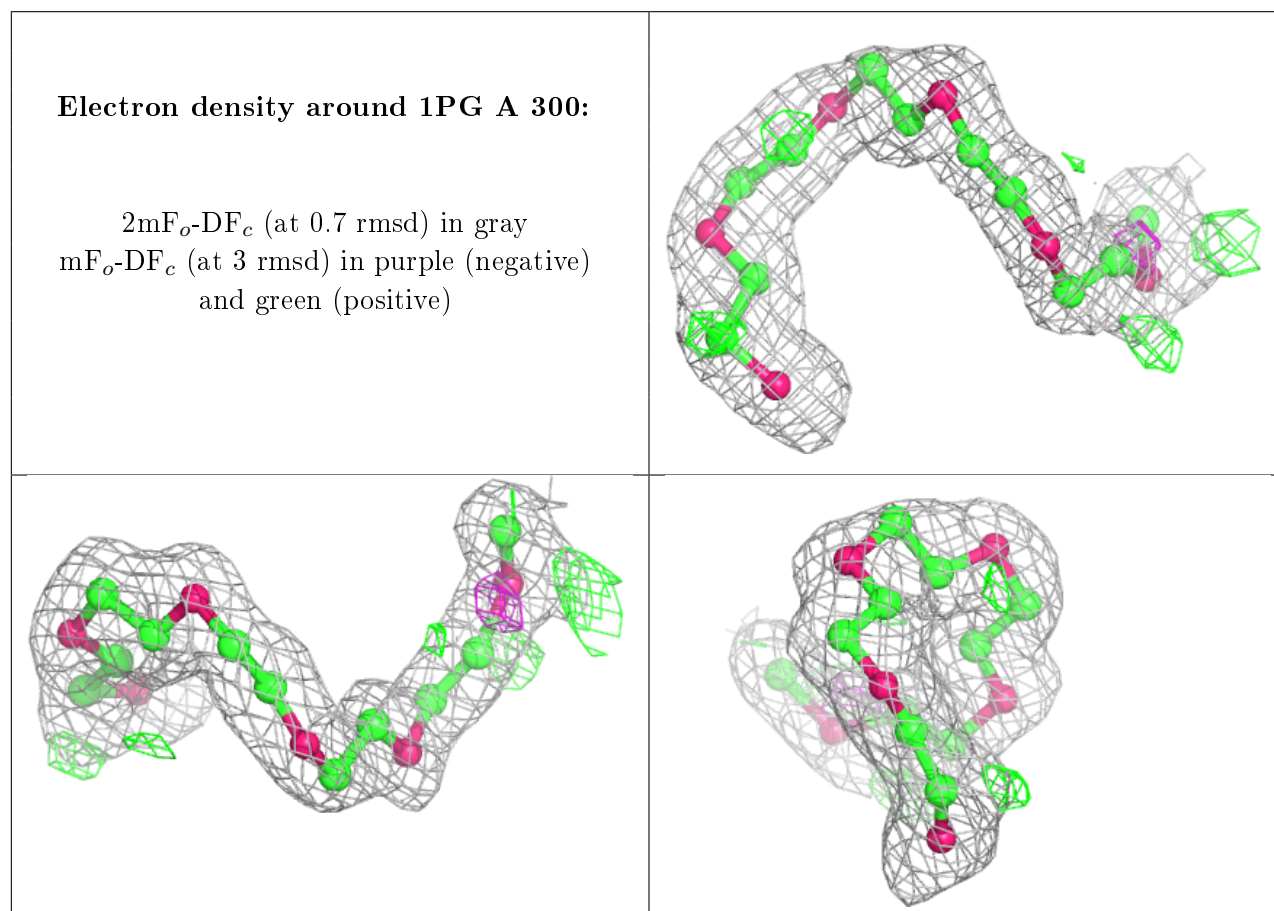 Electron density around 1PG A 300:
2mFo-DFc (at 0.7 rmsd) in gray
mFo-DFc (at 3 rmsd) in purple (negative)
and green (positive)